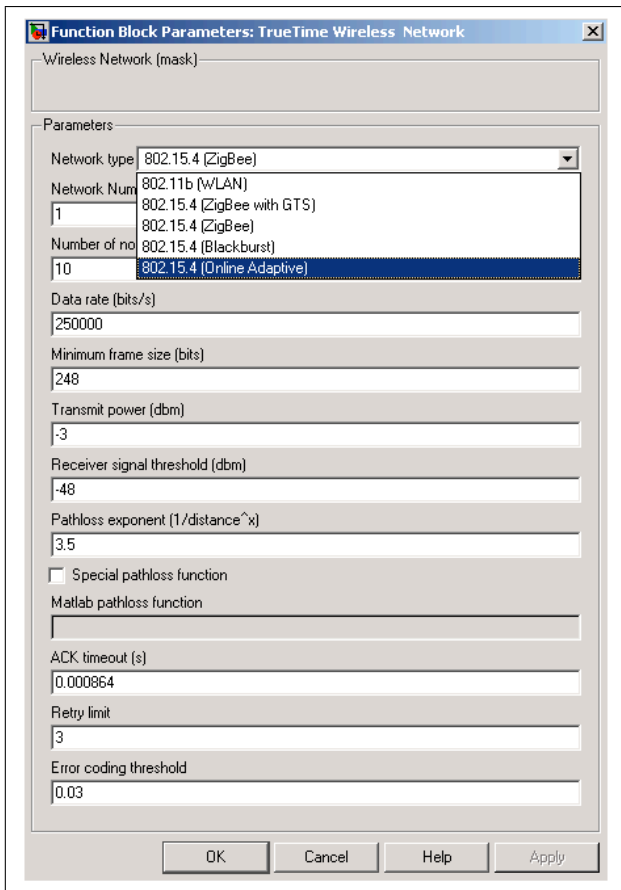 Function Block Parameters: TrueTime Wireless Network
Wireless Network (mask)
Parameters
Network type 802.15.4 (ZigBee)
802.11b (WLAN)
802.15.4 (ZigBee with GTS)
802.15.4 (ZigBee)
802.15.4 (Blackburst)
802.15.4 (Online Adaptive)
Network Num
1
Number of no
10
Data rate (bits/s)
250000
Minimum frame size (bits)
248
Transmit power (dbm)
-3
Receiver signal threshold (dbm)
-48
Pathloss exponent (1/distance^x)
3.5
Special pathloss function
Matlab pathloss function
ACK timeout (s)
0.000864
Retry limit
3
Error coding threshold
0.03
OK Cancel Help Apply